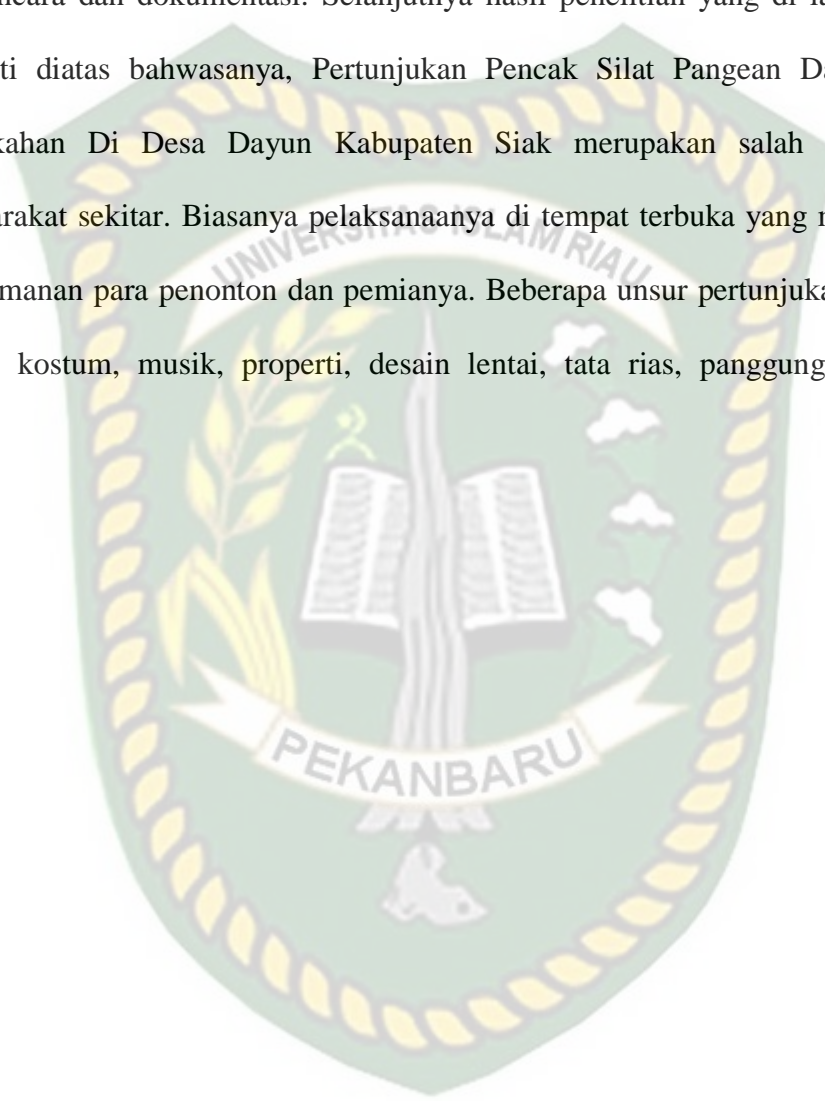 ncara dan dokumentasi. Selanjutnya hasil penelitian yang di la
ti diatas bahwasanya, Pertunjukan Pencak Silat Pangean Da
kahan Di Desa Dayun Kabupaten Siak merupakan salah
arakat sekitar. Biasanya pelaksanaanya di tempat terbuka yang
manan para penonton dan pemianya. Beberapa unsur pertunjuka
kostum, musik, properti, desain lentai, tata rias, panggung
UNIVERSITAS ISLAM RIAU
PEKANBARU